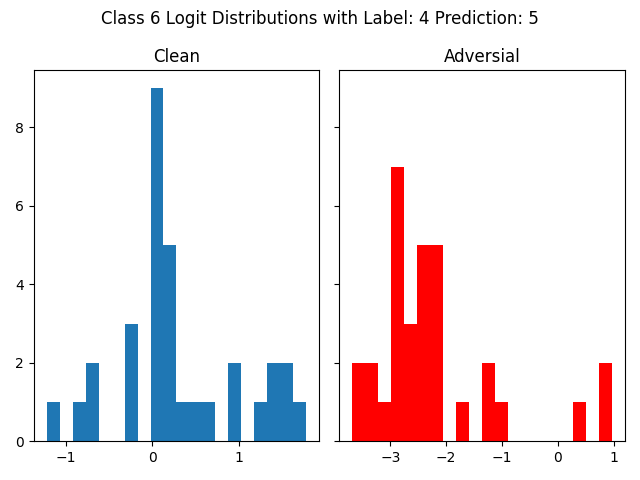 Class 6 Logit Distributions with Label: 4 Prediction: 5
Clean
Adversial
8
6
4
2
0
−1 0 1
−3 −2 −1 0 1